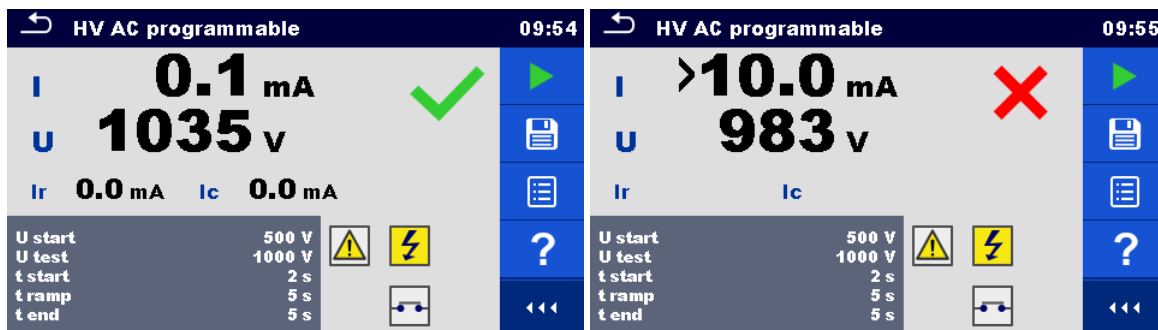 HV AC programmable 09:54
I 0.1 mA
U 1035 V
Ir 0.0 mA Ic 0.0 mA
U start 500 V
U test 1000 V
t start 2 s
t ramp 5 s
t end 5 s
?
HV AC programmable 09:55
I >10.0 mA
U 983 V
Ir Ic
U start 500 V
U test 1000 V
t start 2 s
t ramp 5 s
t end 5 s
?